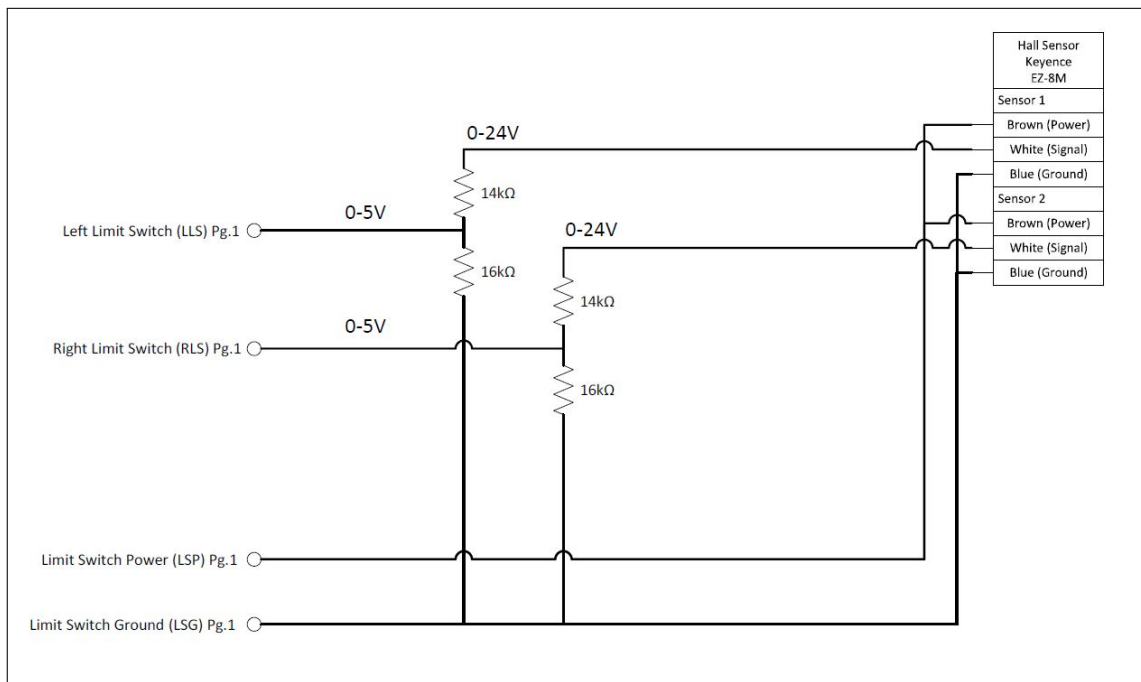 Hall Sensor
Keyence
EZ-8M
Sensor 1
Brown (Power)
White (Signal)
Blue (Ground)
Sensor 2
Brown (Power)
White (Signal)
Blue (Ground)
0-24V
14kΩ
0-5V
Left Limit Switch (LLS) Pg.1
16kΩ
0-24V
14kΩ
0-5V
Right Limit Switch (RLS) Pg.1
16kΩ
Limit Switch Power (LSP) Pg.1
Limit Switch Ground (LSG) Pg.1